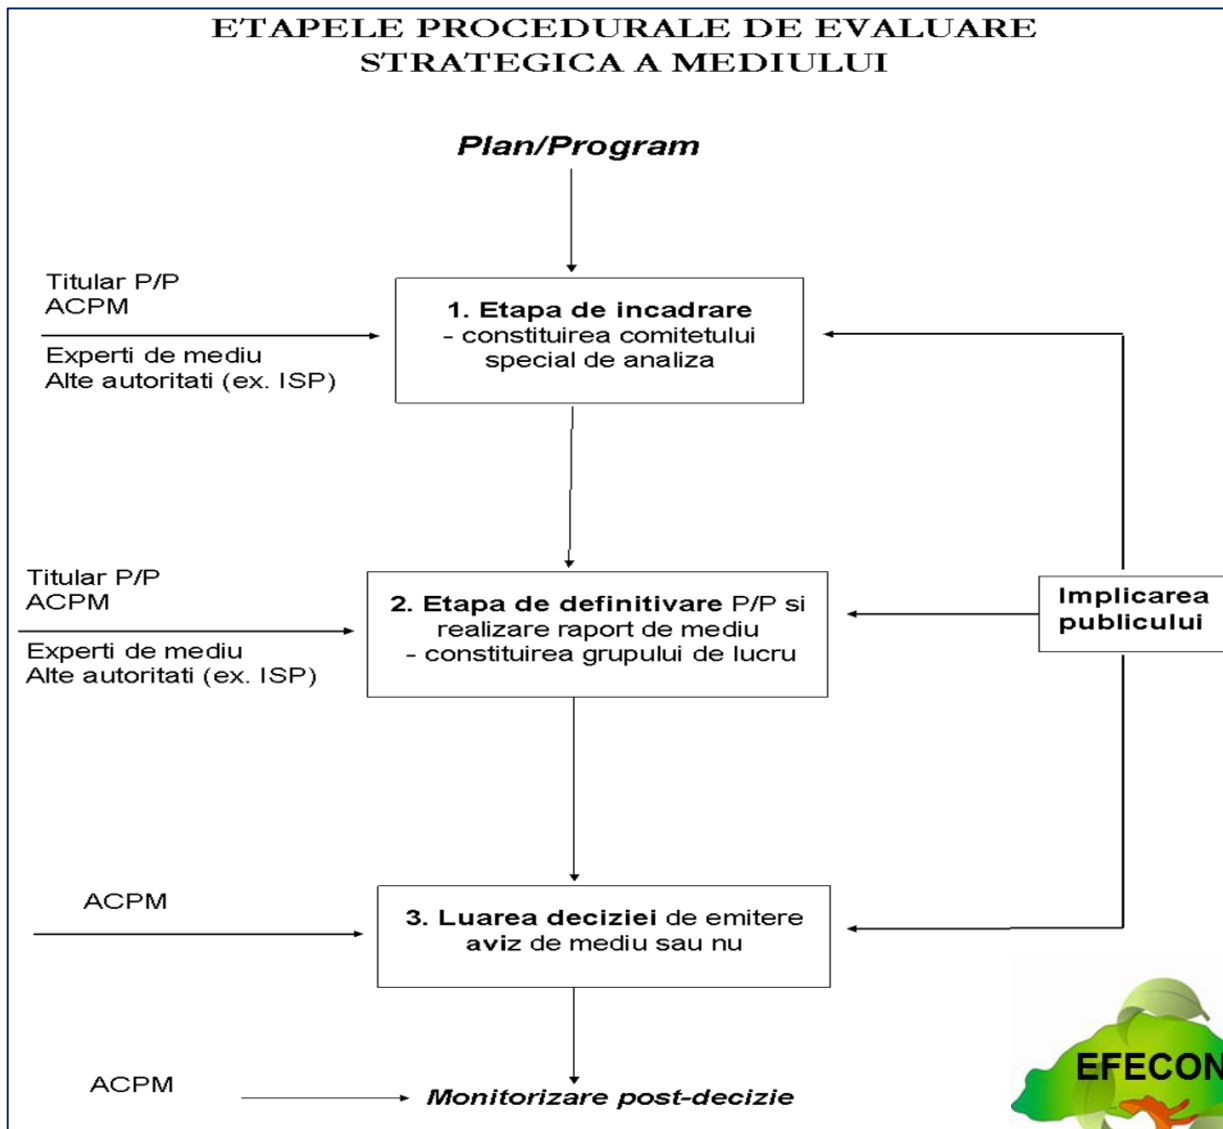 ETAPELE PROCEDURALE DE EVALUARE
STRATEGICA A MEDIULUI
Plan/Program
Titular P/P
ACPM
Experti de mediu
Alte autoritati (ex. ISP)
1. Etapa de incadrare
- constituirea comitetului
special de analiza
Titular P/P
ACPM
Experti de mediu
Alte autoritati (ex. ISP)
2. Etapa de definitivare P/P si
realizare raport de mediu
- constituirea grupului de lucru
Implicarea
publicului
ACPM
3. Luarea deciziei de emitere
aviz de mediu sau nu
ACPM
Monitorizare post-decizie
EFECON